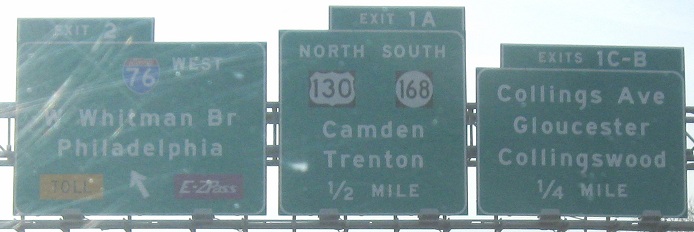 EXIT 2
76 WEST
W Whitman Br
Philadelphia
TOLL E-ZPass
EXIT 1A
NORTH SOUTH
130 168
Camden
Trenton
1/2 MILE
EXITS 1C-B
Collings Ave
Gloucester
Collingswood
1/4 MILE